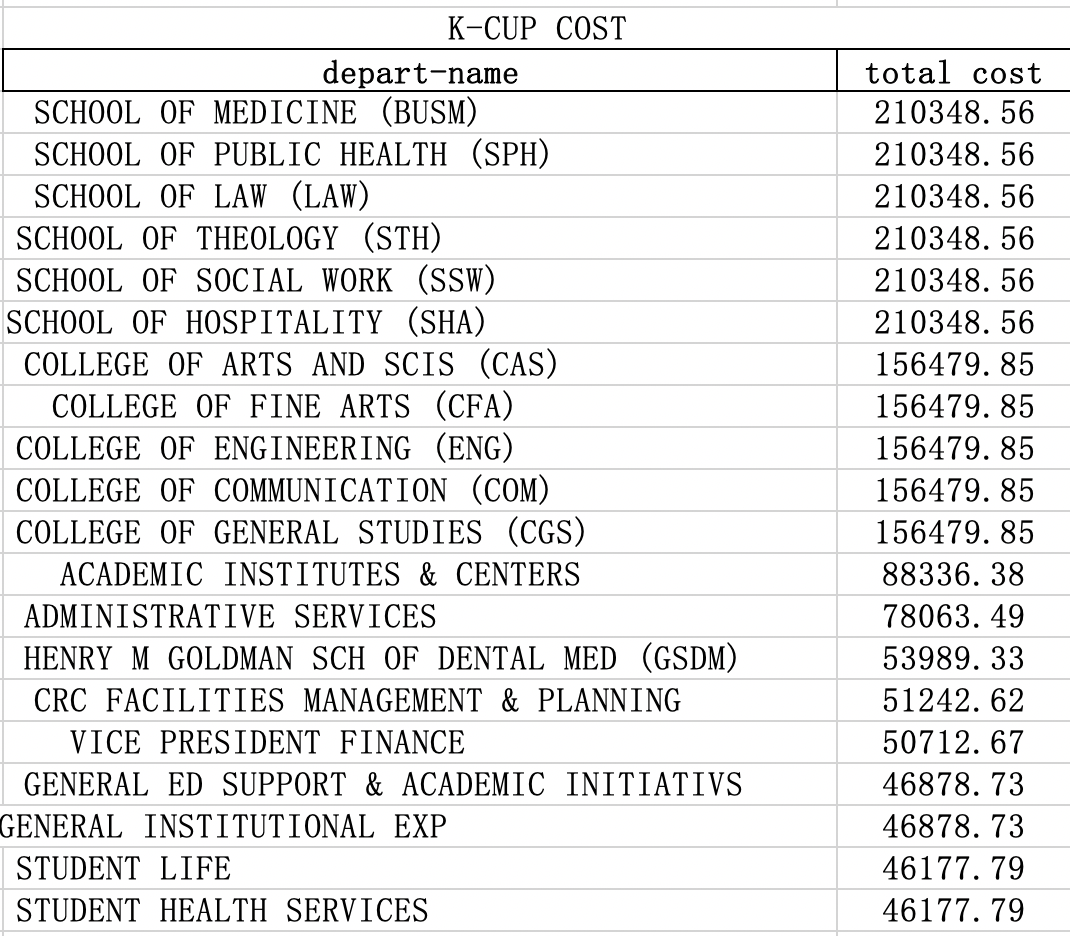 K-CUP COST
depart-name total cost
SCHOOL OF MEDICINE (BUSM) 210348.56
SCHOOL OF PUBLIC HEALTH (SPH) 210348.56
SCHOOL OF LAW (LAW) 210348.56
SCHOOL OF THEOLOGY (STH) 210348.56
SCHOOL OF SOCIAL WORK (SSW) 210348.56
SCHOOL OF HOSPITALITY (SHA) 210348.56
COLLEGE OF ARTS AND SCIS (CAS) 156479.85
COLLEGE OF FINE ARTS (CFA) 156479.85
COLLEGE OF ENGINEERING (ENG) 156479.85
COLLEGE OF COMMUNICATION (COM) 156479.85
COLLEGE OF GENERAL STUDIES (CGS) 156479.85
ACADEMIC INSTITUTES & CENTERS 88336.38
ADMINISTRATIVE SERVICES 78063.49
HENRY M GOLDMAN SCH OF DENTAL MED (GSDM) 53989.33
CRC FACILITIES MANAGEMENT & PLANNING 51242.62
VICE PRESIDENT FINANCE 50712.67
GENERAL ED SUPPORT & ACADEMIC INITIATIVS 46878.73
GENERAL INSTITUTIONAL EXP 46878.73
STUDENT LIFE 46177.79
STUDENT HEALTH SERVICES 46177.79